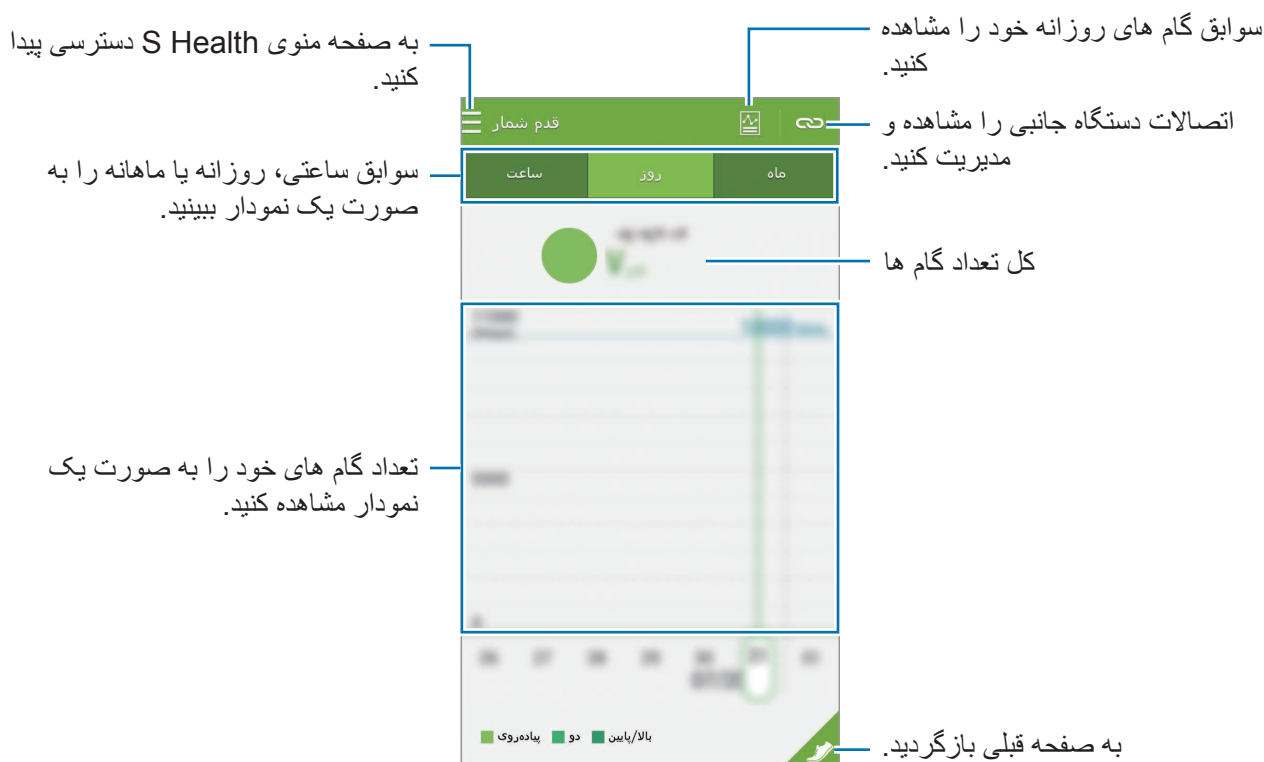 سوابق گام های روزانه خود را مشاهده
کنید.
به صفحه منوی S Health دسترسی پیدا
کنید.
اتصالات دستگاه جانبی را مشاهده و
مدیریت کنید.
قدم شمار
ساعت
روز
ماه
سوابق ساعتی، روزانه یا ماهانه را به
صورت یک نمودار ببینید.
کل تعداد گام ها
تعداد گام های خود را به صورت یک
نمودار مشاهده کنید.
پیاده‌روی
دو
بالا/پایین
به صفحه قبلی بازگردید.